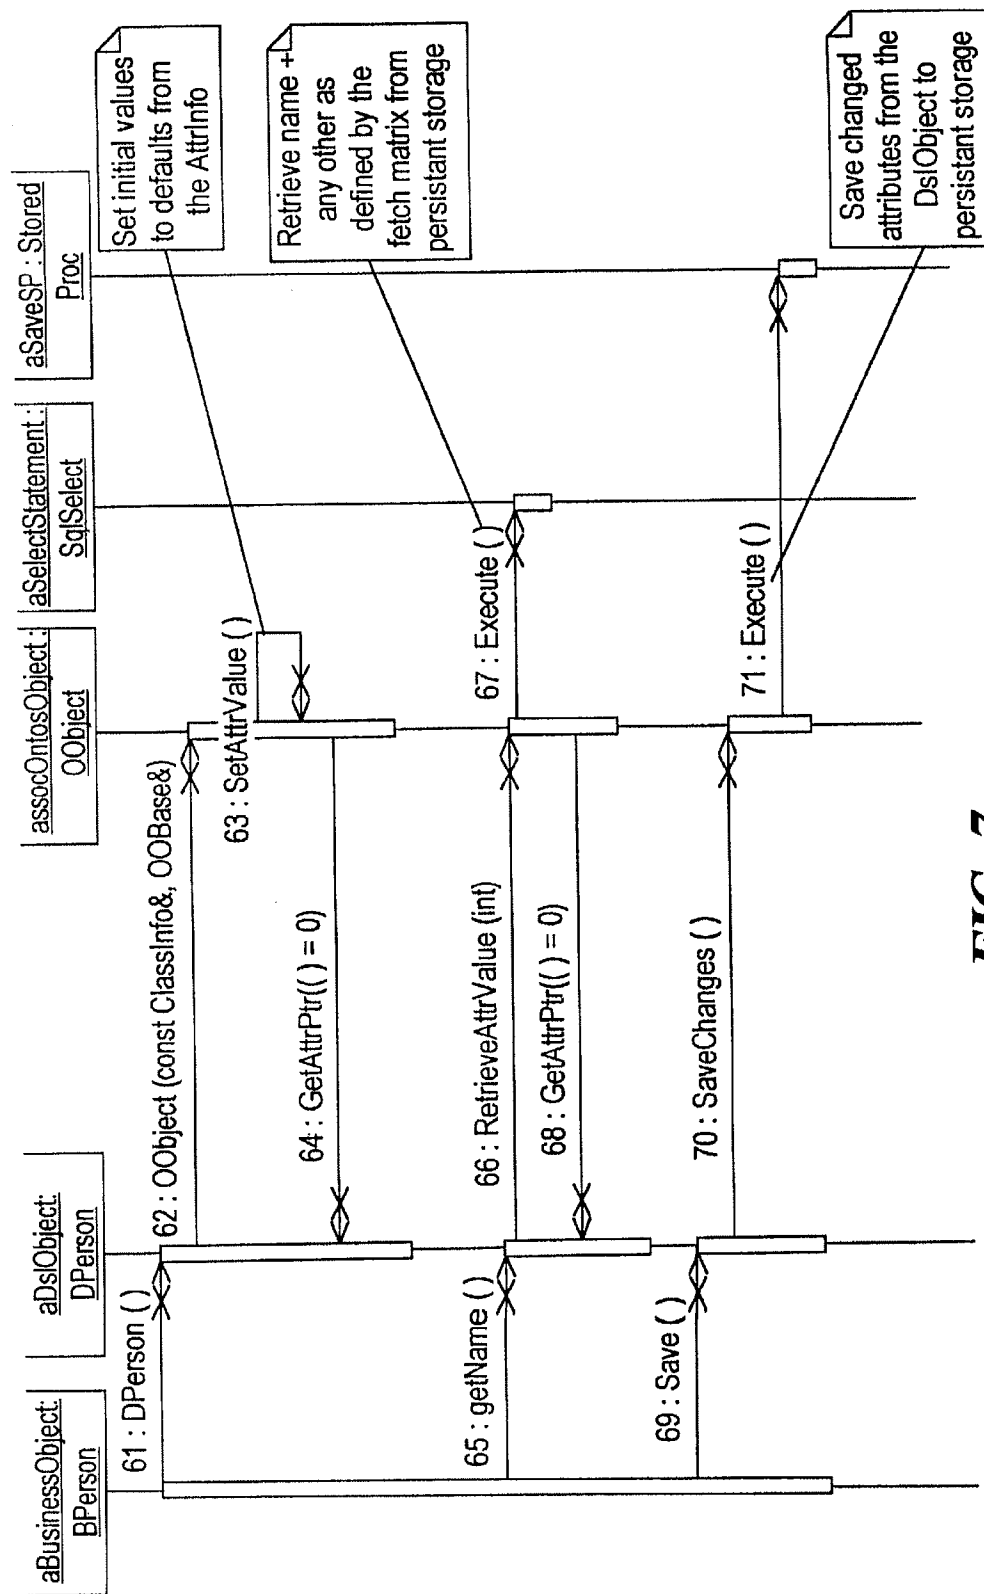 aBusinessObject:
BPerson
aDslObject:
DPerson
assocOntosObject :
OObject
aSelectStatement :
SqlSelect
aSaveSP : Stored
Proc
Set initial values
to defaults from
the AttrInfo
61 : DPerson ( )
62 : OObject (const ClassInfo&, OOBase&)
63 : SetAttrValue ( )
64 : GetAttrPtr(( ) = 0)
Retrieve name +
any other as
defined by the
fetch matrix from
persistant storage
65 : getName ( )
66 : RetrieveAttrValue (int)
67 : Execute ( )
68 : GetAttrPtr(( ) = 0)
69 : Save ( )
70 : SaveChanges ( )
71 : Execute ( )
Save changed
attributes from the
DslObject to
persistant storage
FIG. 7